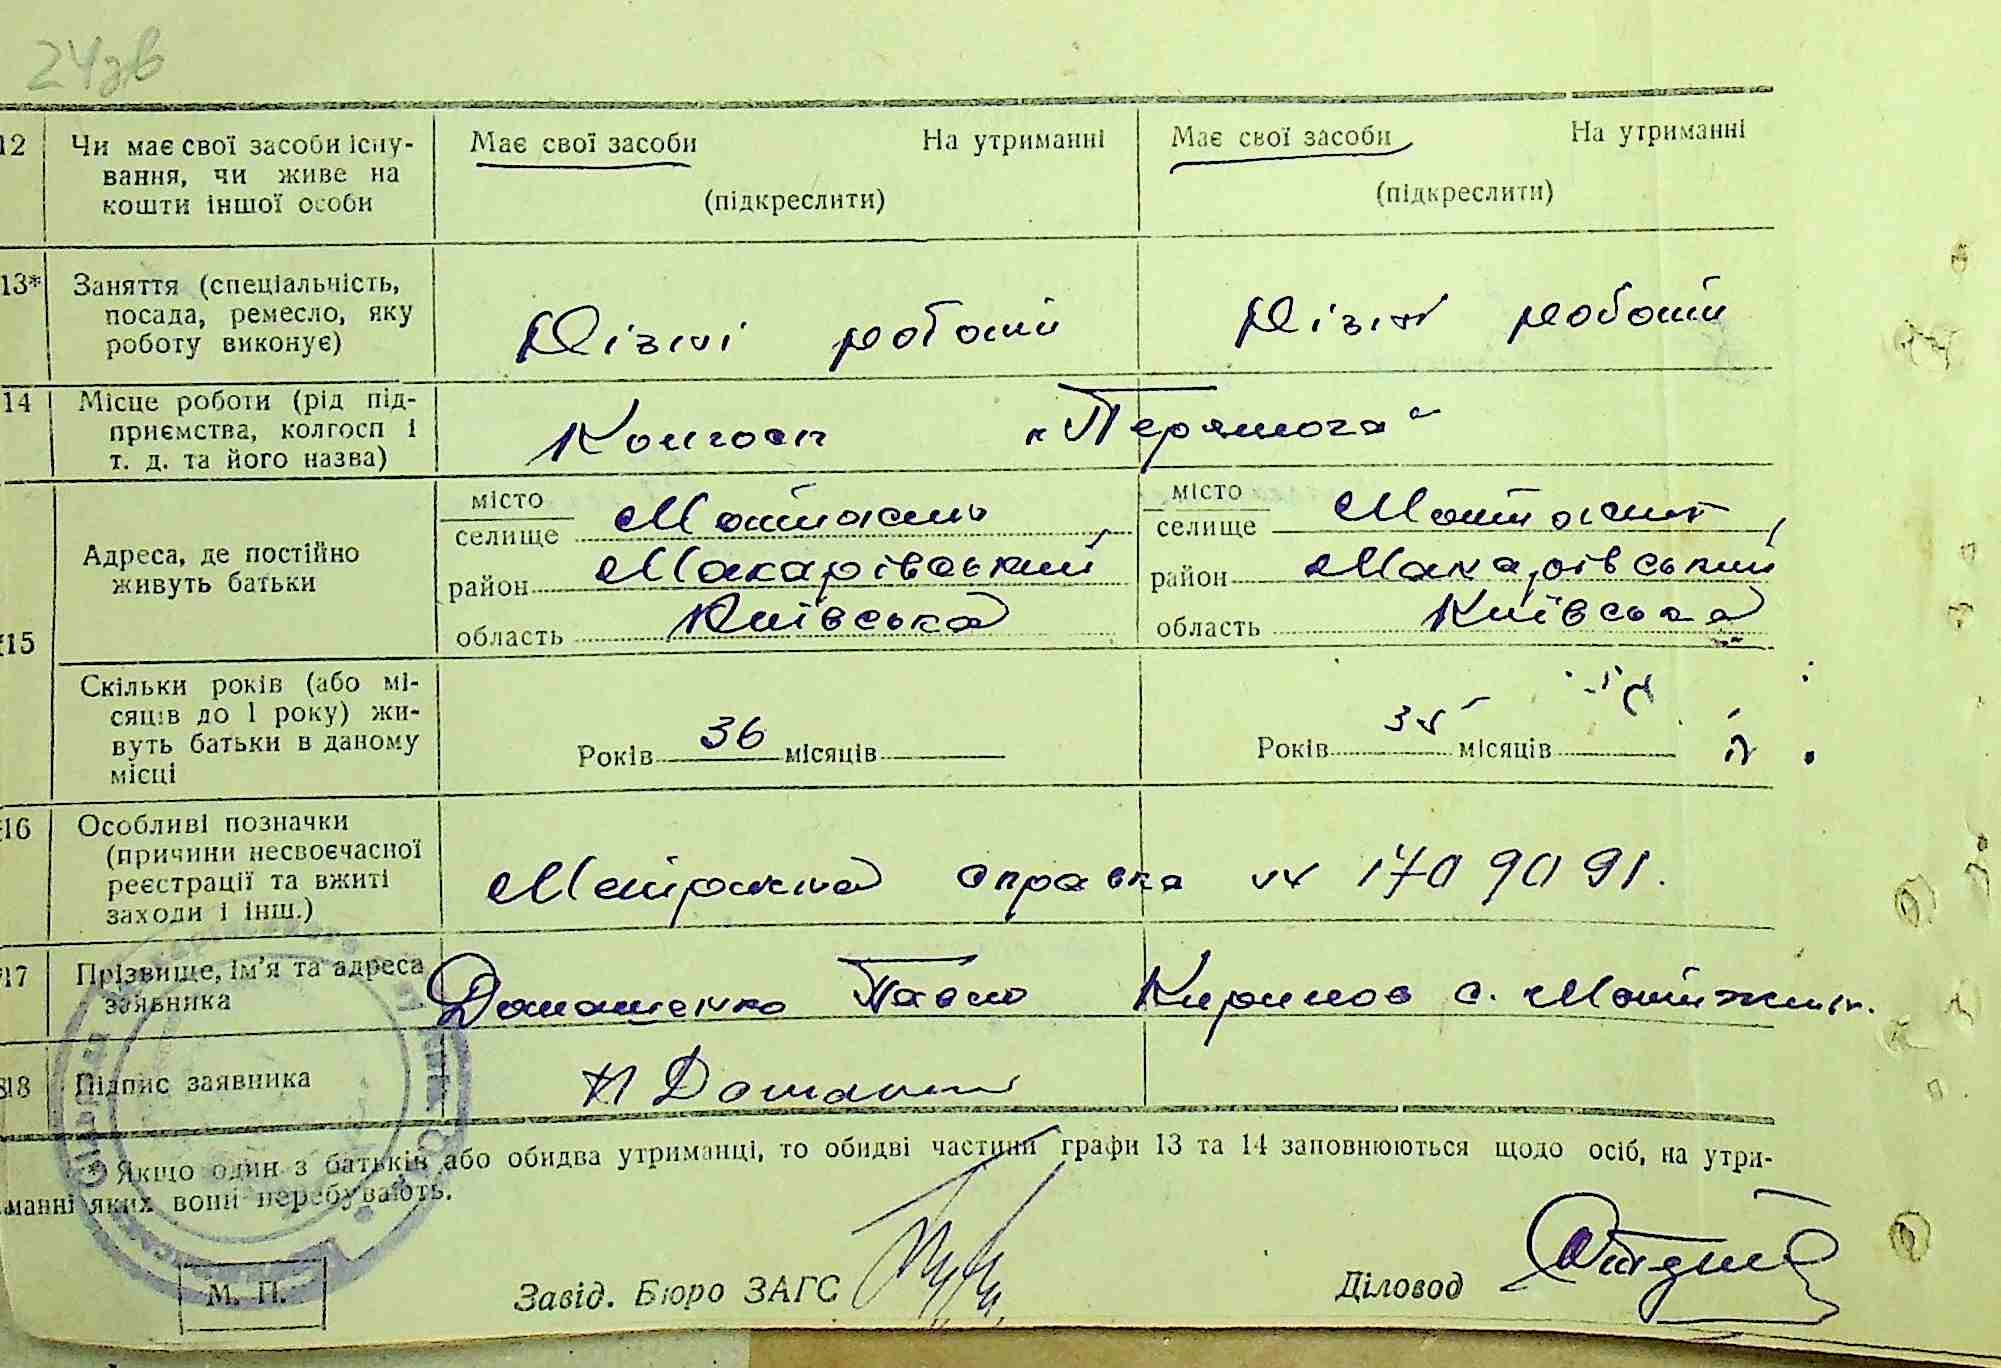 24зв
12 Чи має свої засоби існу- Має свої засоби На утриманні Має свої засоби На утриманні
вання, чи живе на
кошти іншої особи (підкреслити) (підкреслити)
13* Заняття (спеціальність,
посада, ремесло, яку Різні роботи Різні роботи
роботу виконує)
14 Місце роботи (рід під-
приємства, колгосп і Колгосп „Перемога“
т. д. та його назва)
15 Адреса, де постійно
живуть батьки
місто
селище Мотижин, місто
селище Мотижин,
район Макарівський район Макарівський
область Київська область Київська
Скільки років (або мі-
сяців до 1 року) жи-
вуть батьки в даному Років 36 місяців Років 35 місяців
місці
16 Особливі позначки
(причини несвоєчасної
реєстрації та вжиті справка 1709091.
заходи і інш.)
17 Прізвище, ім'я та адреса Домашенко Павло Кирилов с. Мотижин.
заявника
18 Підпис заявника
* Якщо один з батьків або обидва утриманці, то обидві частини графи 13 та 14 заповнюються щодо осіб, на утри-
манні яких вони перебувають.
М. П. Завід. Бюро ЗАГС Діловод